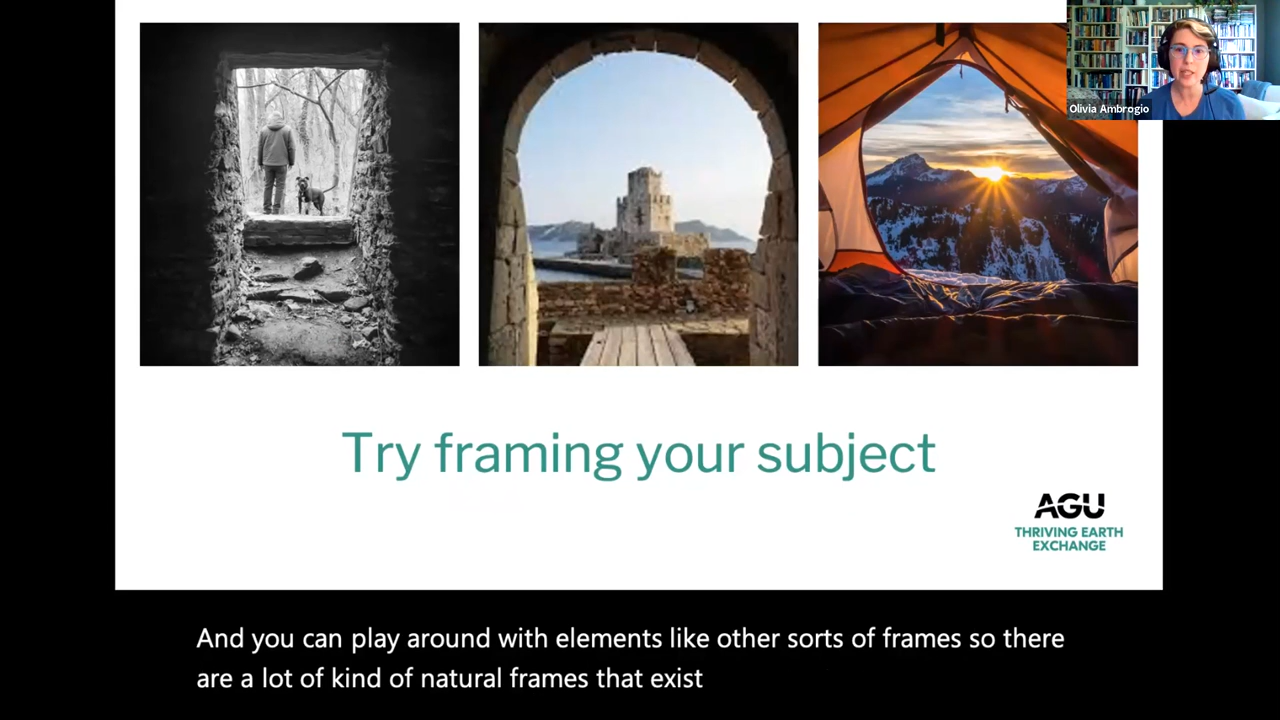 Olivia Ambrogio
Try framing your subject
AGU
THRIVING EARTH
EXCHANGE
And you can play around with elements like other sorts of frames so there
are a lot of kind of natural frames that exist